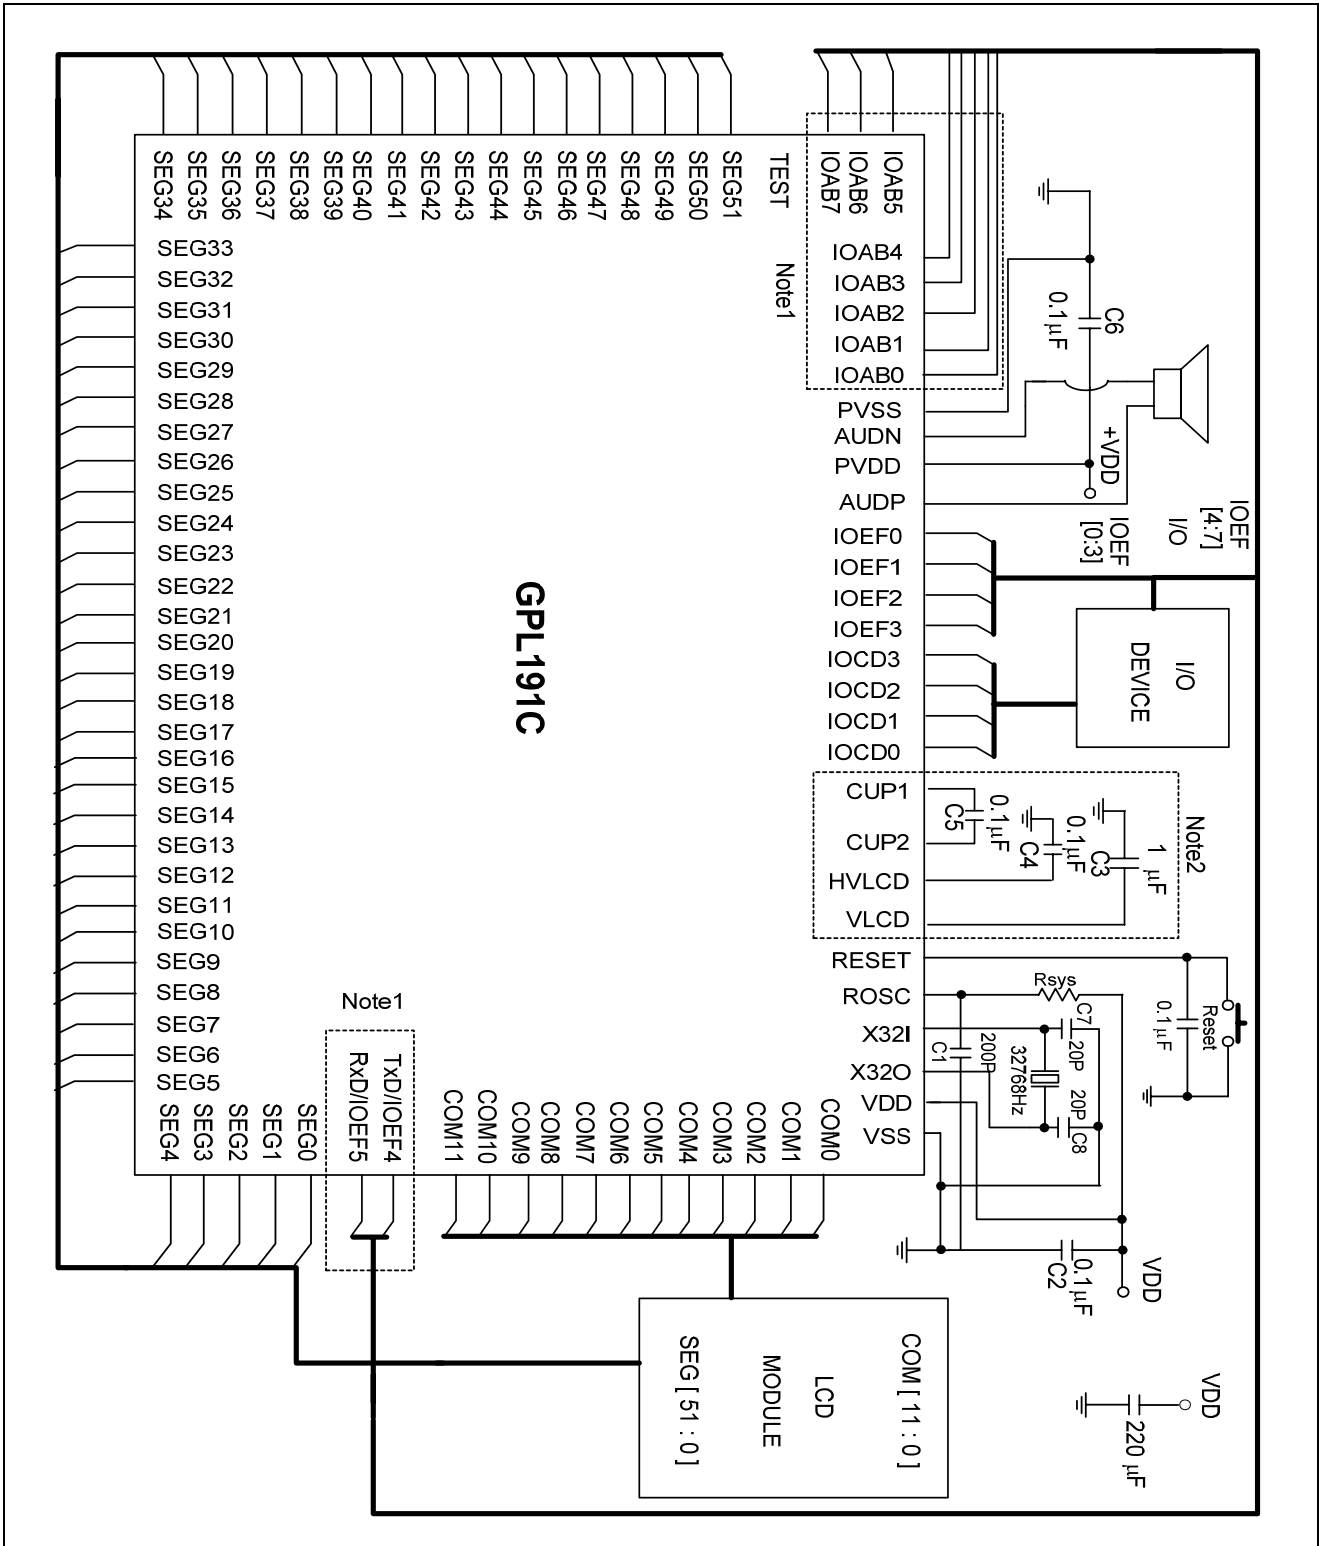 SEG34
SEG35
SEG36
SEG37
SEG38
SEG39
SEG40
SEG41
SEG42
SEG43
SEG44
SEG45
SEG46
SEG47
SEG48
SEG49
SEG50
SEG51
TEST
IOAB7
IOAB6
IOAB5
SEG33
SEG32
SEG31
SEG30
SEG29
SEG28
SEG27
SEG26
SEG25
SEG24
SEG23
SEG22
SEG21
SEG20
SEG19
SEG18
SEG17
SEG16
SEG15
SEG14
SEG13
SEG12
SEG11
SEG10
SEG9
SEG8
SEG7
SEG6
SEG5
GPL191C
Note1
IOAB4
IOAB3
IOAB2
IOAB1
IOAB0
PVSS
AUDN
PVDD
AUDP
IOEF0
IOEF1
IOEF2
IOEF3
IOCD3
IOCD2
IOCD1
IOCD0
CUP1
CUP2
HVLCD
VLCD
RESET
ROSC
X32I
X32O
VDD
VSS
C6
0.1μF
+VDD
IOEF
[4:7]
I/O
IOEF
[0:3]
I/O
DEVICE
Note2
1 μF
C3
0.1μF
C4
0.1μF
C5
Reset
0.1μF
Rsys
C7
20P
32768Hz
20P
C8
200P
C1
VDD
0.1μF
C2
VDD
220 μF
Note1
SEG4
SEG3
SEG2
SEG1
SEG0
RxD/IOEF5
TxD/IOEF4
COM11
COM10
COM9
COM8
COM7
COM6
COM5
COM4
COM3
COM2
COM1
COM0
COM [ 11 : 0 ]
LCD
MODULE
SEG [ 51 : 0 ]